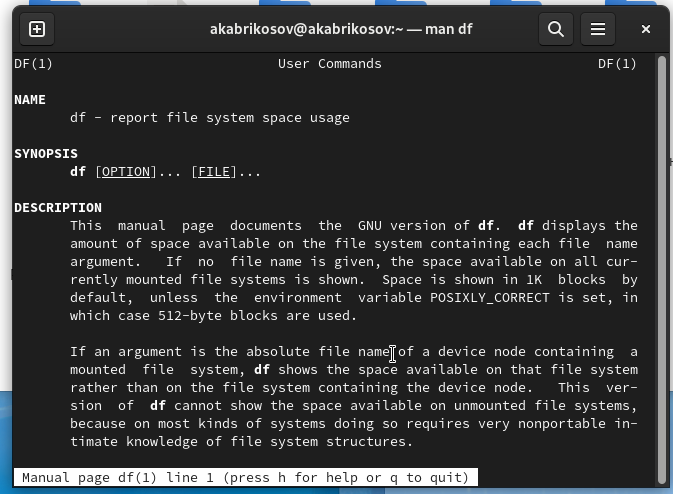 akabrikosov@akabrikosov:~ — man df
DF(1) User Commands DF(1)
NAME
df - report file system space usage
SYNOPSIS
df [OPTION]... [FILE]...
DESCRIPTION
This manual page documents the GNU version of df. df displays the
amount of space available on the file system containing each file name
argument. If no file name is given, the space available on all cur-
rently mounted file systems is shown. Space is shown in 1K blocks by
default, unless the environment variable POSIXLY_CORRECT is set, in
which case 512-byte blocks are used.
If an argument is the absolute file name of a device node containing a
mounted file system, df shows the space available on that file system
rather than on the file system containing the device node. This ver-
sion of df cannot show the space available on unmounted file systems,
because on most kinds of systems doing so requires very nonportable in-
timate knowledge of file system structures.
Manual page df(1) line 1 (press h for help or q to quit)